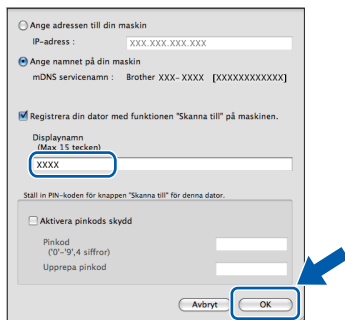 Ange adressen till din maskin
IP-adress : XXX.XXX.XXX.XXX
Ange namnet på din maskin
mDNS servicenamn : Brother XXX-XXXX [XXXXXXXXXXXX]
Registrera din dator med funktionen "Skanna till" på maskinen.
Displaynamn
(Max 15 tecken)
XXXX
Ställ in PIN-koden för knappen "Skanna till" för denna dator.
Aktivera pinkods skydd
Pinkod
('0'-'9',4 siffror)
Upprepa pinkod
Avbryt OK